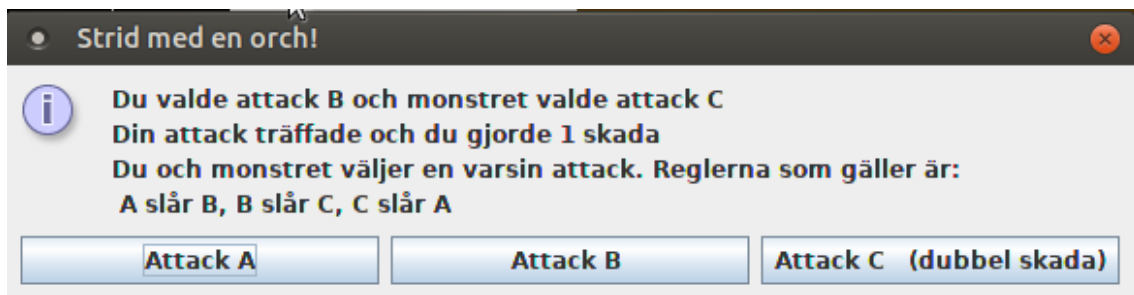 Strid med en orch!
Du valde attack B och monstret valde attack C
Din attack träffade och du gjorde 1 skada
Du och monstret väljer en varsin attack. Reglerna som gäller är:
A slår B, B slår C, C slår A
Attack A
Attack B
Attack C (dubbel skada)